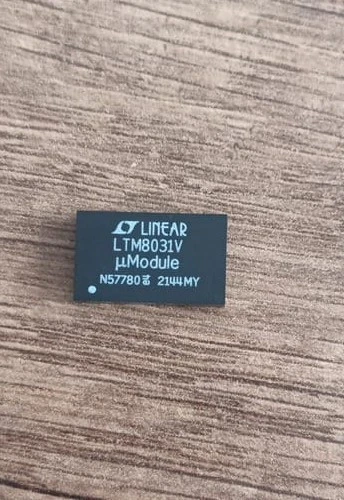 LINEAR
LTM8031V
µModule
N57780 2144MY